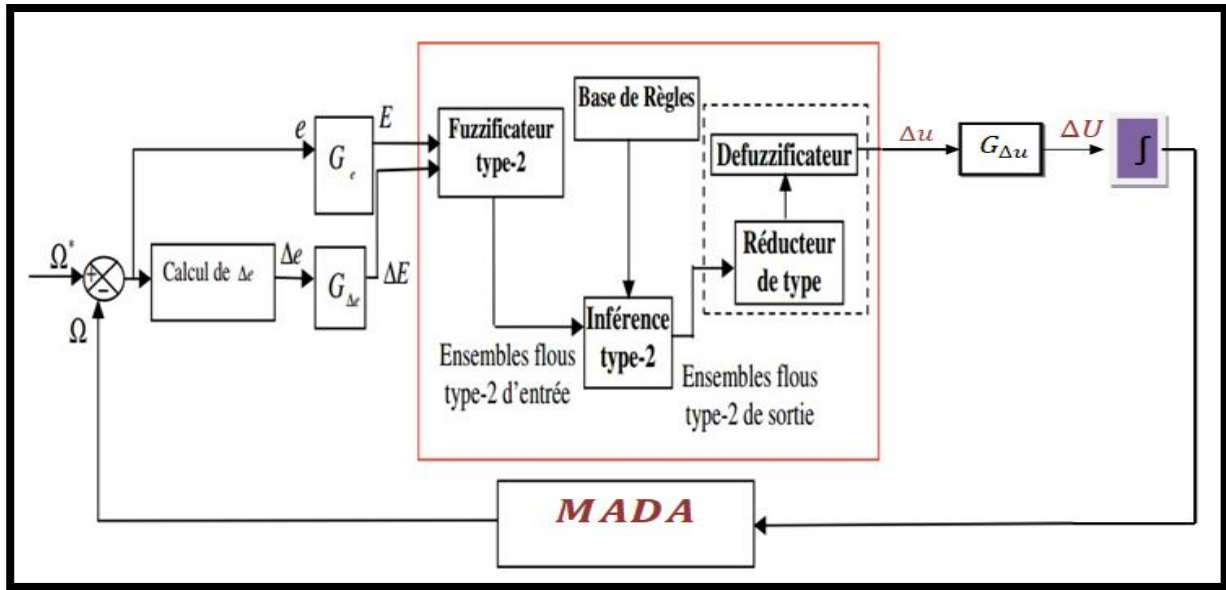 Ω*
+
-
Ω
e
G e
E
Calcul de Δe
Δe
G Δe
ΔE
Fuzzificateur
type-2
Base de Règles
Ensembles flous
type-2 d'entrée
Inférence
type-2
Ensembles flous
type-2 de sortie
Defuzzificateur
Réducteur
de type
Δu
G Δu
ΔU
∫
MADA